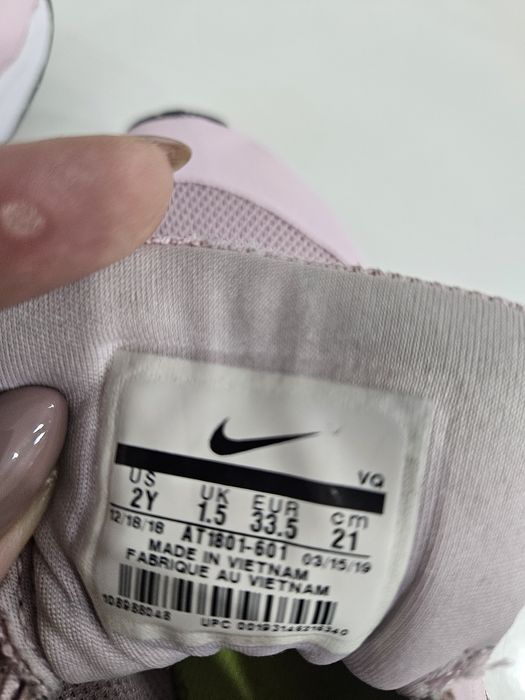 VQ
US UK EUR cm
2Y 1.5 33.5 21
12/18/18 AT1801-601 03/15/19
MADE IN VIETNAM
FABRIQUE AU VIETNAM
UPC